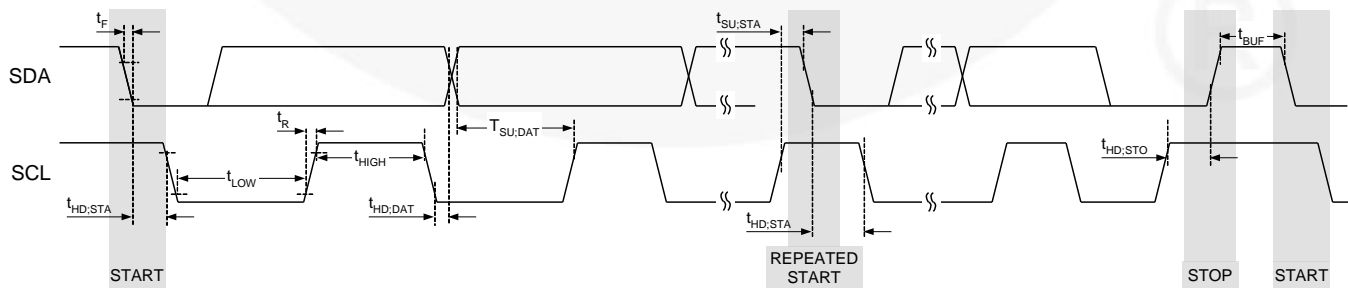 tF
tSU;STA
tBUF
SDA
tR
TSU;DAT
tHIGH
tHD;STO
SCL
tLOW
tHD;STA
tHD;DAT
tHD;STA
START
REPEATED
START
STOP
START
®